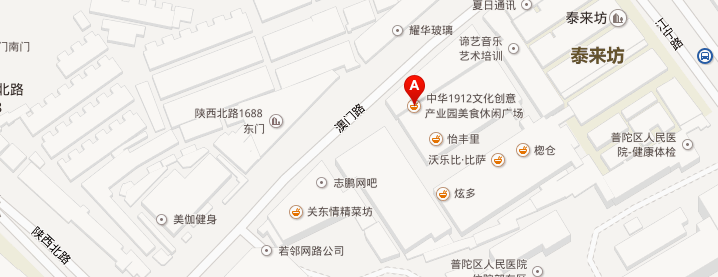 夏日通讯
泰来坊
江宁路
耀华玻璃
谛艺音乐
艺术培训
泰来坊
门南门
北路
A
中华1912文化创意
产业园美食休闲广场
陕西北路1688
东门
澳门路
怡丰里
普陀区人民医
院-健康体检
沃乐比·比萨
楤仓
志鹏网吧
炫多
关东情精菜坊
美伽健身
陕西北路
若邻网路公司
普陀区人民医院